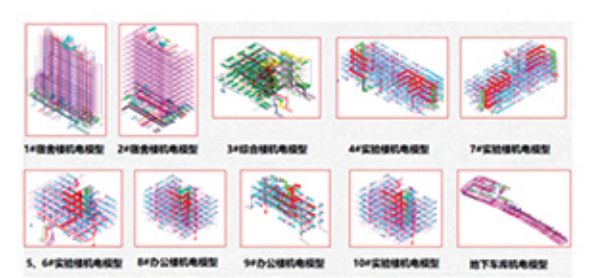 1#宿舍楼机电模型
2#宿舍楼机电模型
3#综合楼机电模型
4#实验楼机电模型
7#实验楼机电模型
5、6#实验楼机电模型
8#办公楼机电模型
9#办公楼机电模型
10#实验楼机电模型
地下车库机电模型